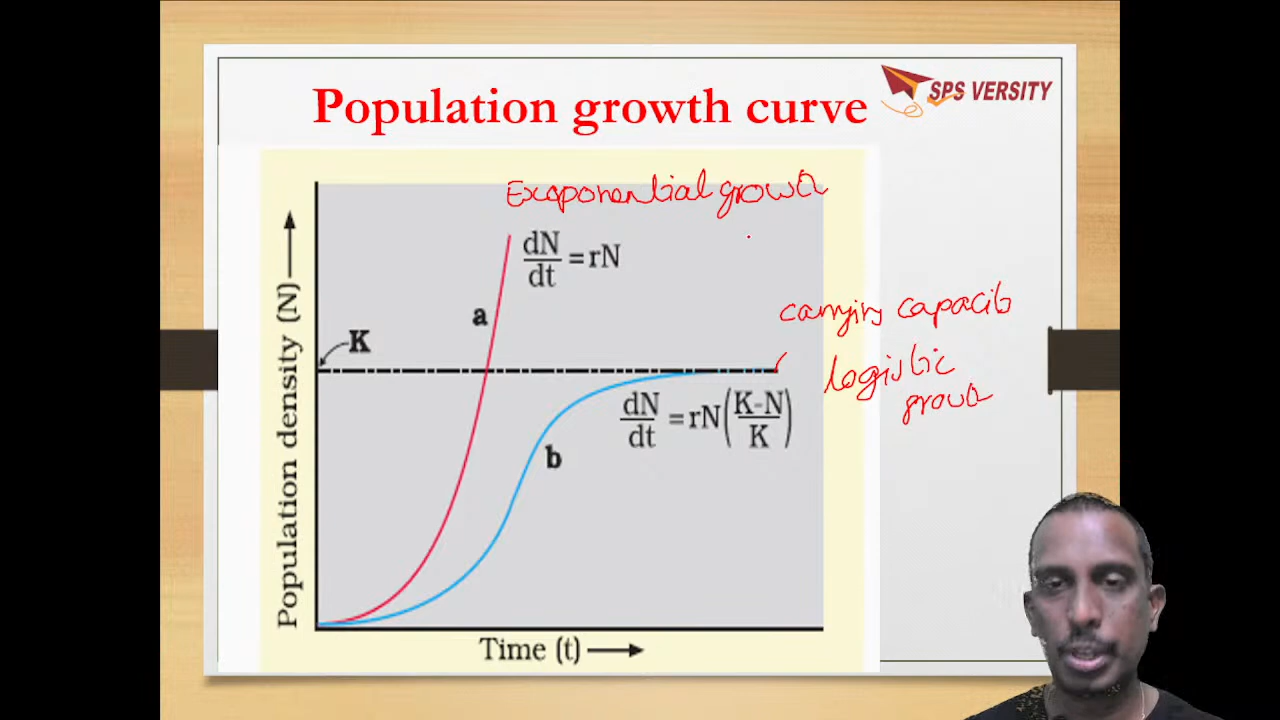 Population growth curve
SPS VERSITY
Exoponential growth
dN/dt = rN
a
K
carrying capacity
logistic
growth
dN/dt = rN(K-N/K)
b
Population density (N)
Time (t)